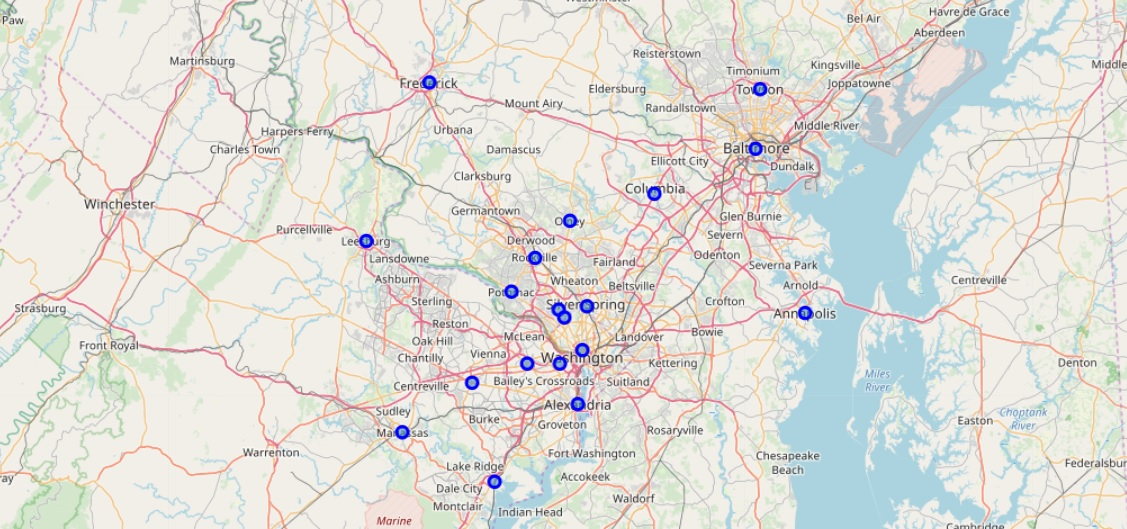 Westminster
Paw
Martinsburg
Havre de Grace
Bel Air
Aberdeen
Reisterstown
Timonium
Kingsville
Joppatowne
Middle
Frederick
Mount Airy
Eldersburg
Towson
Randallstown
Middle River
Harpers Ferry
Urbana
Charles Town
Damascus
Baltimore
Ellicott City
Dundalk
Clarksburg
Columbia
Winchester
Germantown
Olney
Glen Burnie
Purcellville
Leesburg
Derwood
Severn
Lansdowne
Rockville
Fairland
Odenton
Severna Park
Ashburn
Wheaton
Beltsville
Arnold
Centreville
Potomac
Sterling
Silver Spring
Crofton
Annapolis
Strasburg
Reston
Oak Hill
McLean
Landover
Bowie
Front Royal
Chantilly
Vienna
Washington
Kettering
Denton
Centreville
Bailey's Crossroads
Suitland
Miles
River
Sudley
Burke
Alexandria
Groveton
Manassas
Rosaryville
Easton
Choptank
River
Warrenton
Fort Washington
Chesapeake
Beach
Lake Ridge
Accokeek
Federalsburg
ray
Dale City
Montclair
Indian Head
Waldorf
Marine
Cambridge